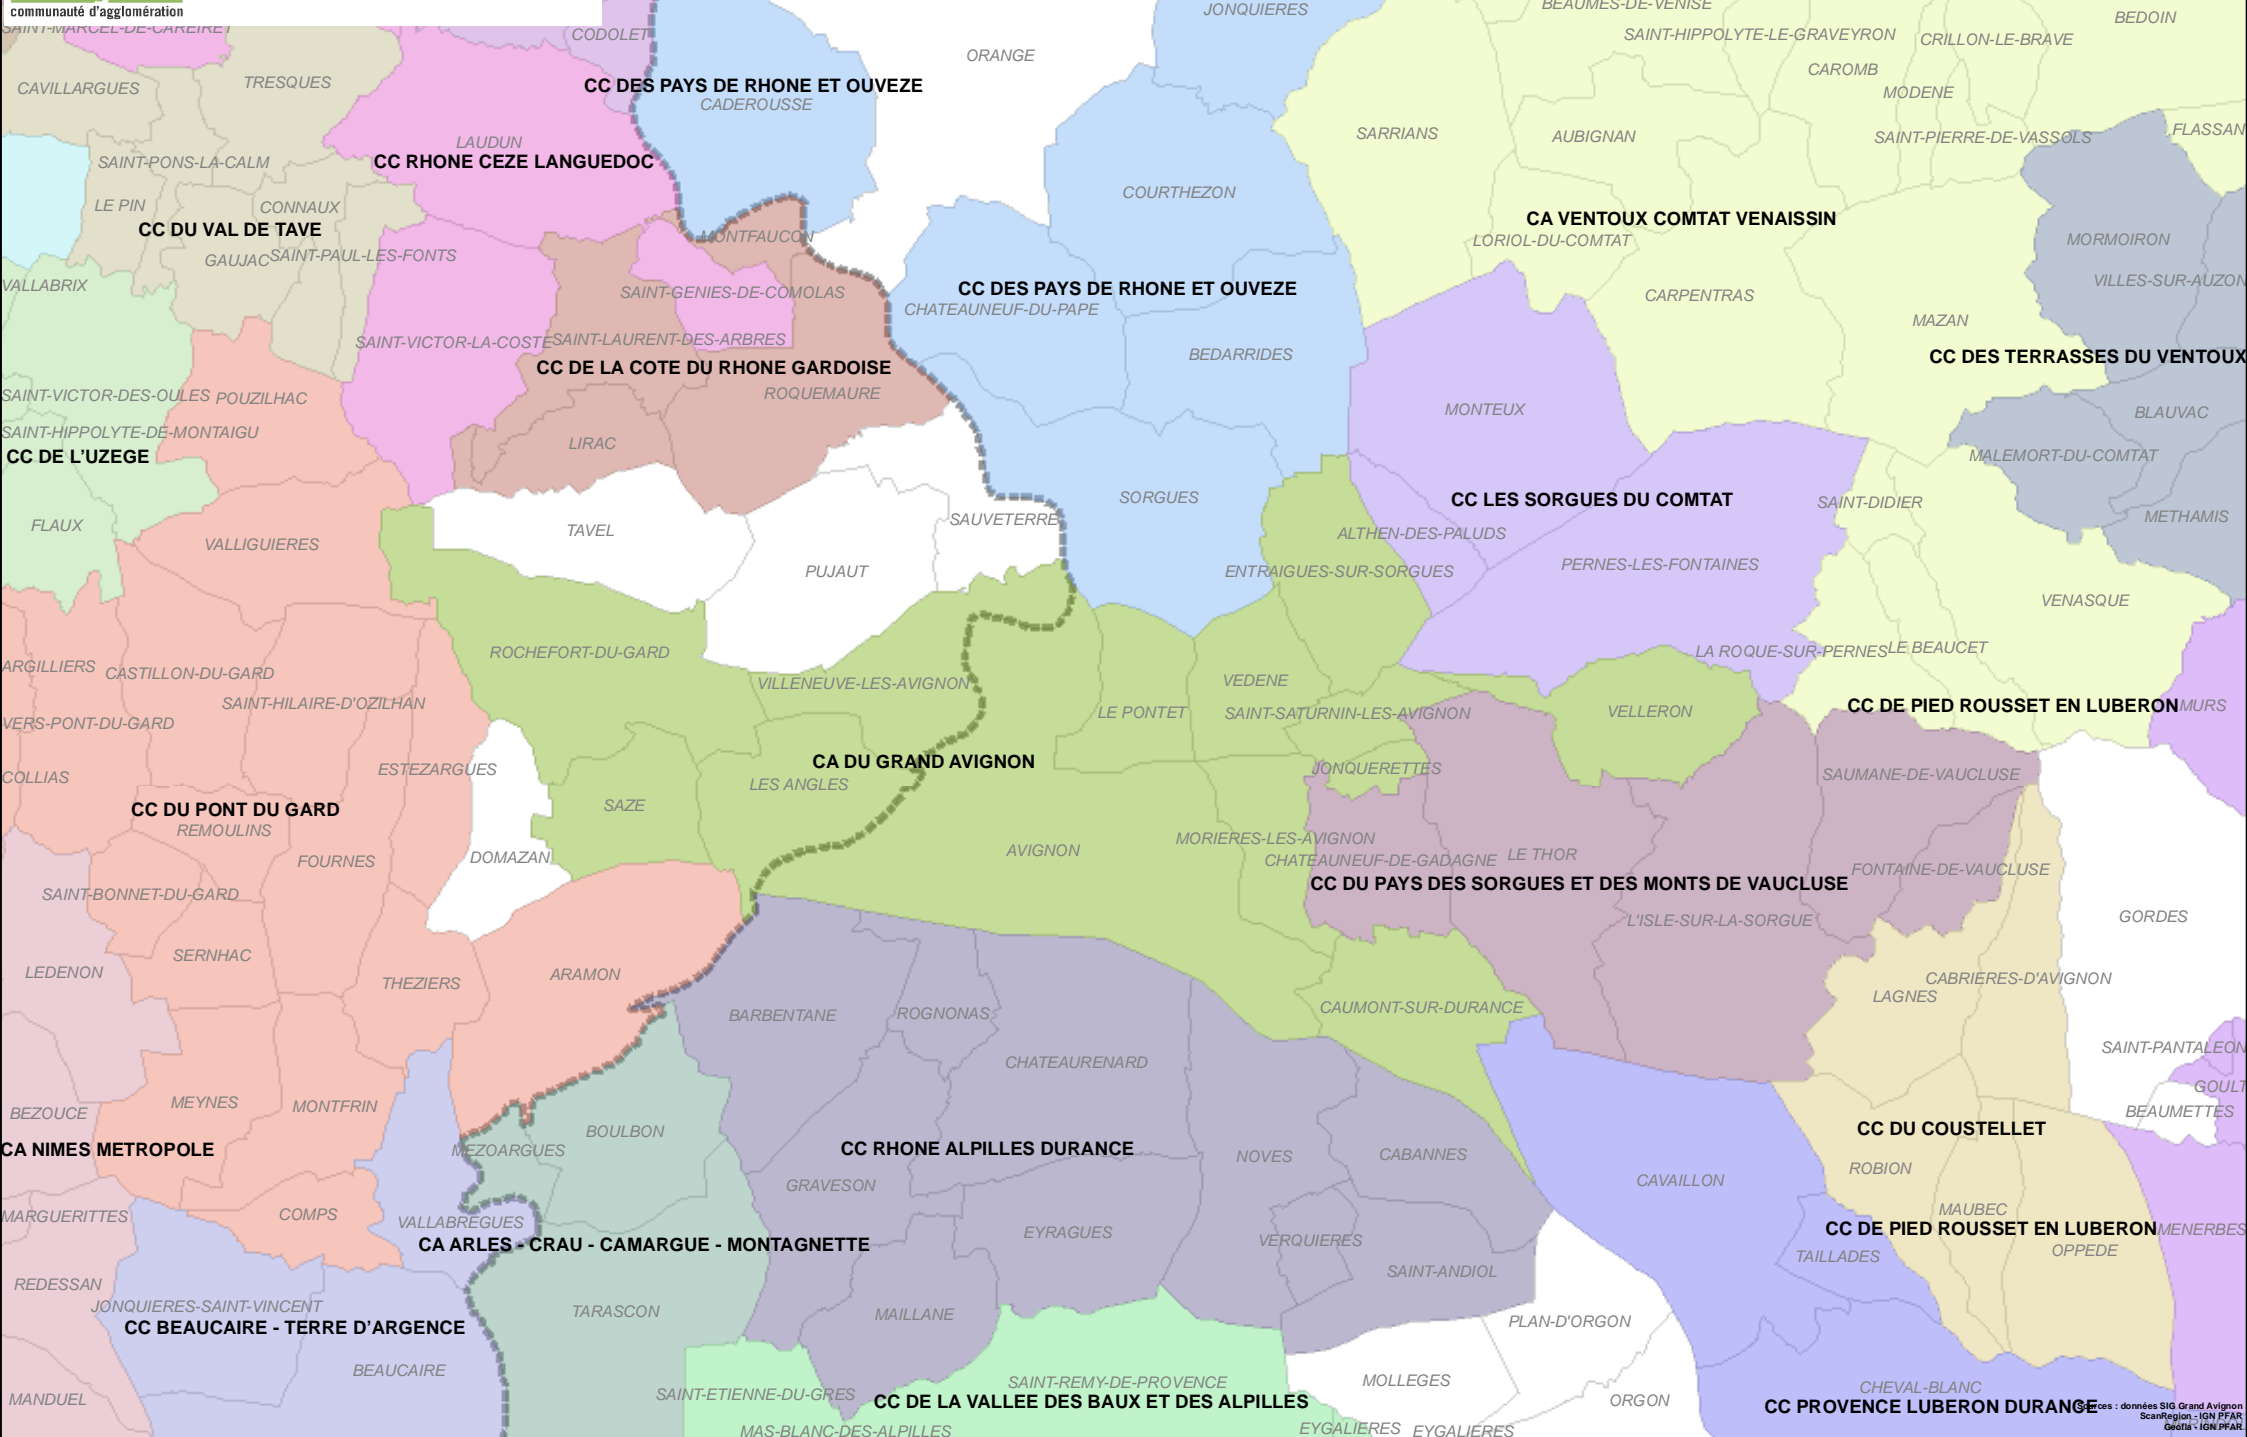 communauté d'agglomération
SAINT-MARCEL-DE-CAREIRET
CODOLET
JONQUIERES
BEAUMES-DE-VENISE
BEDOIN
ORANGE
SAINT-HIPPOLYTE-LE-GRAVEYRON
CRILLON-LE-BRAVE
CAVILLARGUES
TRESQUES
CC DES PAYS DE RHONE ET OUVEZE
CADEROUSSE
CAROMB
MODENE
LAUDUN
CC RHONE CEZE LANGUEDOC
SARRIANS
AUBIGNAN
SAINT-PIERRE-DE-VASSOLS
FLASSAN
SAINT-PONS-LA-CALM
LE PIN
CONNAUX
CC DU VAL DE TAVE
COURTHEZON
CA VENTOUX COMTAT VENAISSIN
LORIOL-DU-COMTAT
MORMOIRON
MONTFAUCON
GAUJAC
SAINT-PAUL-LES-FONTS
VALLABRIX
SAINT-GENIES-DE-COMOLAS
CC DES PAYS DE RHONE ET OUVEZE
CHATEAUNEUF-DU-PAPE
CARPENTRAS
VILLES-SUR-AUZON
MAZAN
SAINT-VICTOR-LA-COSTE
SAINT-LAURENT-DES-ARBRES
BEDARRIDES
CC DES TERRASSES DU VENTOUX
CC DE LA COTE DU RHONE GARDOISE
ROQUEMAURE
SAINT-VICTOR-DES-OULES
POUZILHAC
MONTEUX
BLAUVAC
SAINT-HIPPOLYTE-DE-MONTAIGU
LIRAC
CC DE L'UZEGE
MALEMORT-DU-COMTAT
SORGUES
CC LES SORGUES DU COMTAT
SAINT-DIDIER
METHAMIS
FLAUX
VALLIGUIERES
TAVEL
SAUVETERRE
ALTHEN-DES-PALUDS
PUJAUT
ENTRAIGUES-SUR-SORGUES
PERNES-LES-FONTAINES
VENASQUE
ARGILLIERS
CASTILLON-DU-GARD
ROCHEFORT-DU-GARD
LA ROQUE-SUR-PERNES
LE BEAUCET
VILLENEUVE-LES-AVIGNON
VEDENE
SAINT-HILAIRE-D'OZILHAN
LE PONTET
SAINT-SATURNIN-LES-AVIGNON
VELLERON
CC DE PIED ROUSSET EN LUBERON
MURS
VERS-PONT-DU-GARD
COLLIAS
ESTEZARGUES
CA DU GRAND AVIGNON
LES ANGLES
JONQUERETTES
SAUMANE-DE-VAUCLUSE
CC DU PONT DU GARD
REMOULINS
SAZE
FOURNES
DOMAZAN
AVIGNON
MORIERES-LES-AVIGNON
CHATEAUNEUF-DE-GADAGNE
LE THOR
FONTAINE-DE-VAUCLUSE
CC DU PAYS DES SORGUES ET DES MONTS DE VAUCLUSE
SAINT-BONNET-DU-GARD
L'ISLE-SUR-LA-SORGUE
GORDES
SERNHAC
LEDENON
THEZIERS
ARAMON
CABRIERES-D'AVIGNON
LAGNES
BARBENTANE
ROGNONAS
CAUMONT-SUR-DURANCE
CHATEAURENARD
SAINT-PANTALEON
GOULT
BEZOUCE
MEYNES
MONTFRIN
BEAUMETTES
BOULBON
CA NIMES METROPOLE
MEZOARGUES
CC RHONE ALPILLES DURANCE
NOVES
CABANNES
CC DU COUSTELLET
ROBION
CAVAILLON
GRAVESON
MARGUERITTES
COMPS
VALLABREGUES
MAUBEC
EYRAGUES
VERQUIERES
CC DE PIED ROUSSET EN LUBERON
MENERBES
CA ARLES - CRAU - CAMARGUE - MONTAGNETTE
TAILLADES
OPPEDE
REDESSAN
SAINT-ANDIOL
JONQUIERES-SAINT-VINCENT
TARASCON
MAILLANE
PLAN-D'ORGON
CC BEAUCAIRE - TERRE D'ARGENCE
BEAUCAIRE
MOLLEGES
MANDUEL
SAINT-ETIENNE-DU-GRES
SAINT-REMY-DE-PROVENCE
CHEVAL-BLANC
CC DE LA VALLEE DES BAUX ET DES ALPILLES
ORGON
CC PROVENCE LUBERON DURANCE
MAS-BLANC-DES-ALPILLES
EYGALIERES
EYGALIERES
Sources : données SIG Grand Avignon
ScanRegion - IGN PFAR
Geofla - IGN PFAR